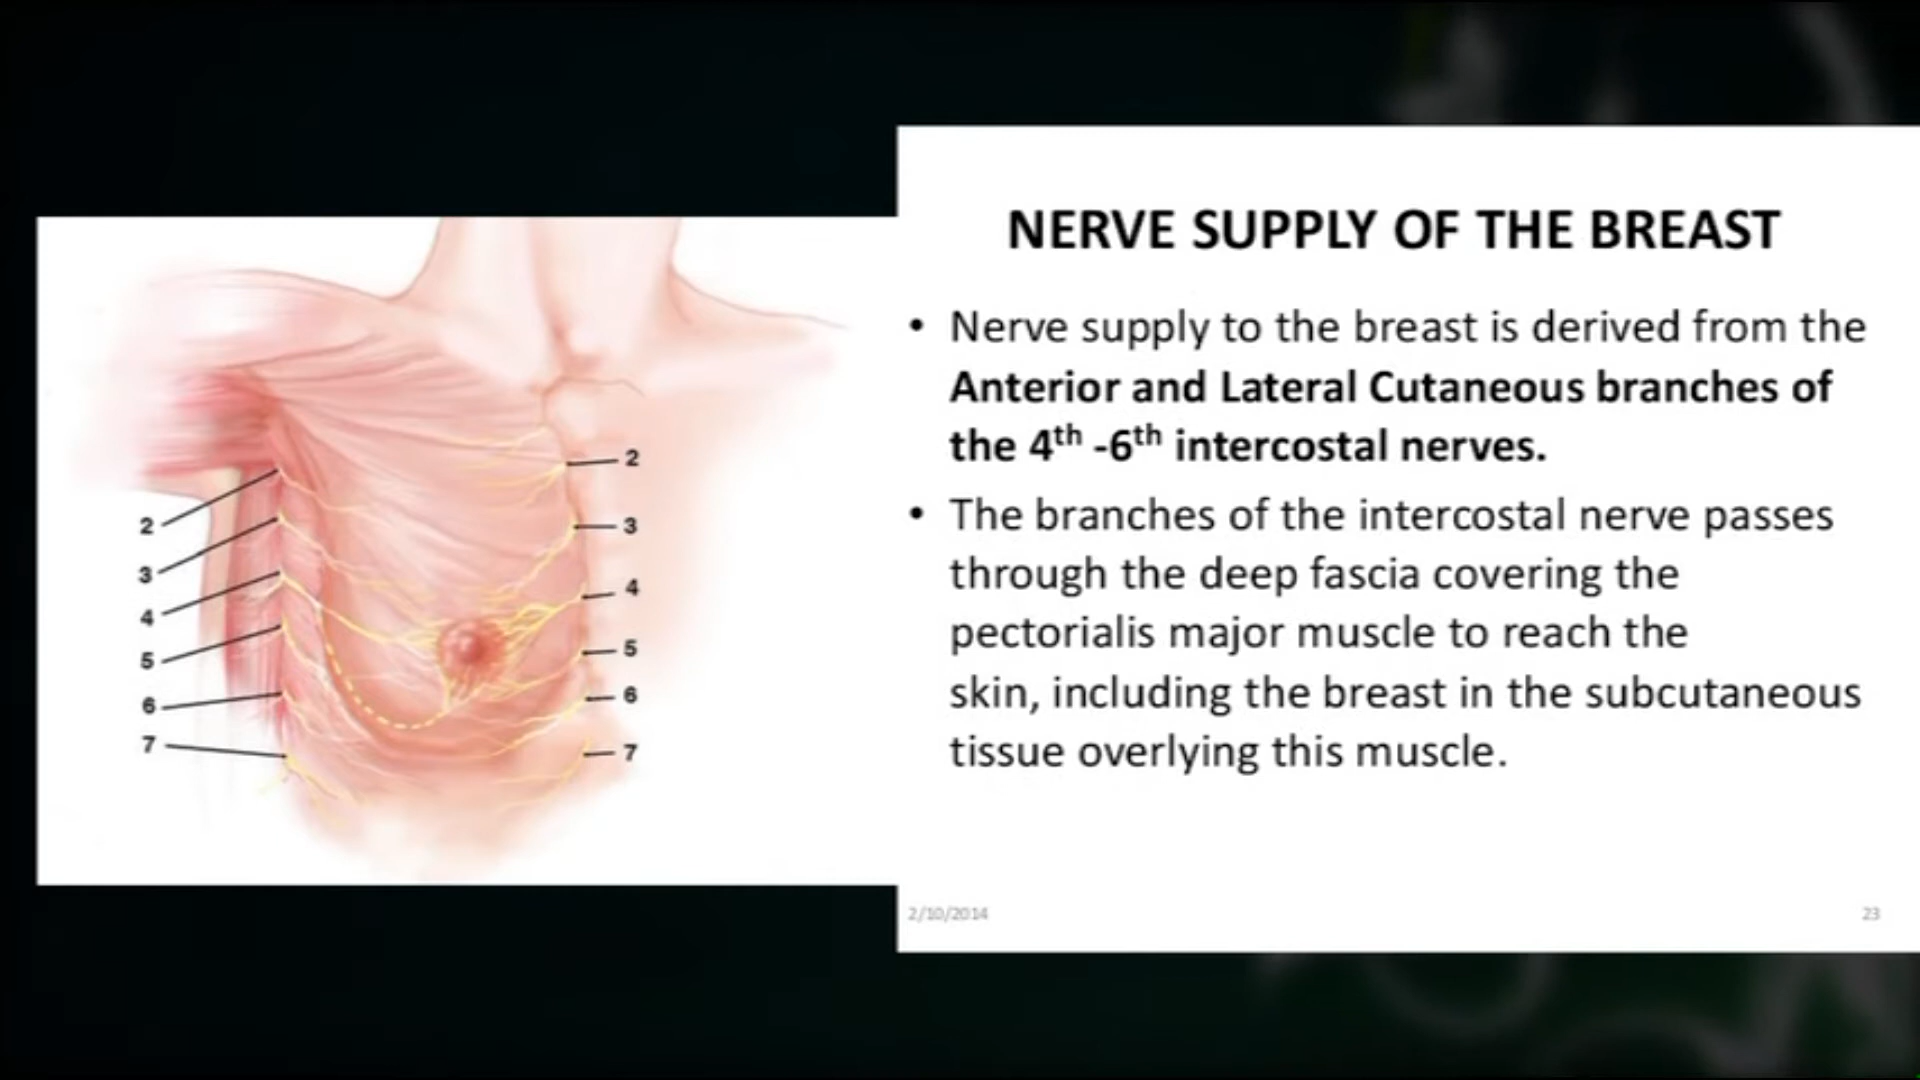 NERVE SUPPLY OF THE BREAST
• Nerve supply to the breast is derived from the
Anterior and Lateral Cutaneous branches of
the 4th -6th intercostal nerves.
• The branches of the intercostal nerve passes
through the deep fascia covering the
pectorialis major muscle to reach the
skin, including the breast in the subcutaneous
tissue overlying this muscle.
2
3
4
5
6
7
2
3
4
5
6
7
2/10/2014
23